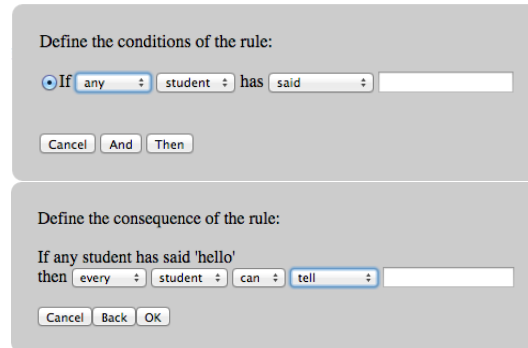 Define the conditions of the rule:
If any student has said
Cancel And Then
Define the consequence of the rule:
If any student has said 'hello'
then every student can tell
Cancel Back OK